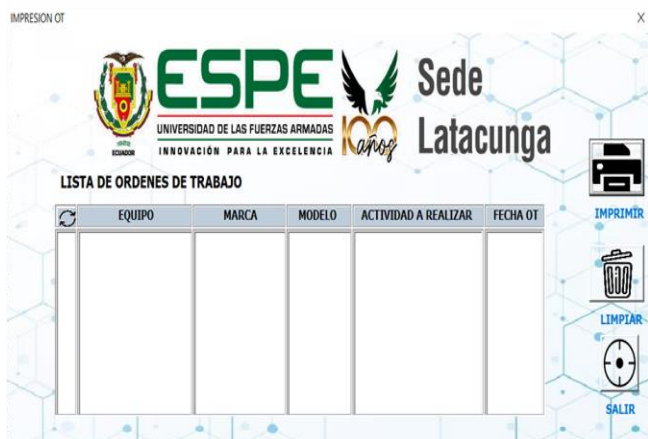 IMPRESION OT
X
ESPE
UNIVERSIDAD DE LAS FUERZAS ARMADAS
INNOVACIÓN PARA LA EXCELENCIA
ECUADOR
100 años
Sede
Latacunga
LISTA DE ORDENES DE TRABAJO
EQUIPO MARCA MODELO ACTIVIDAD A REALIZAR FECHA OT
IMPRIMIR
LIMPIAR
SALIR